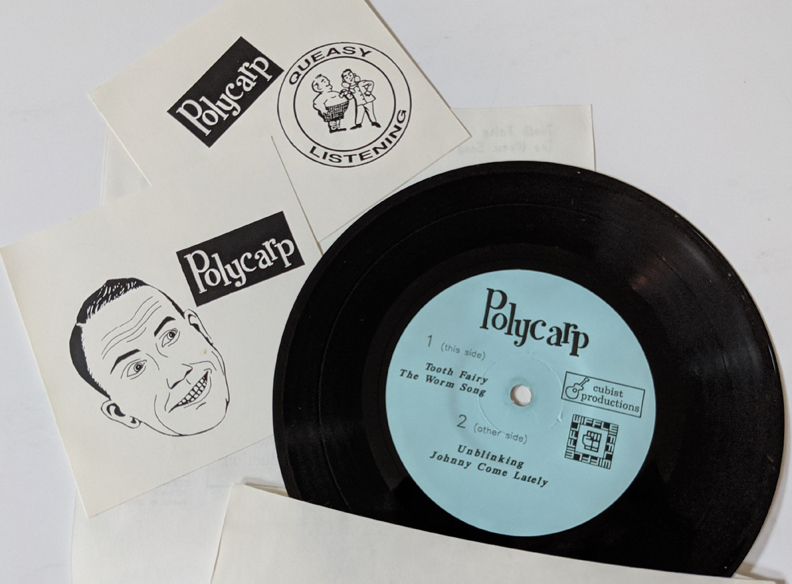 Polycarp
QUEASY
LISTENING
Polycarp
Polycarp
1 (this side)
Tooth Fairy
The Worm Song
2 (other side)
Unblinking
Johnny Come Lately
cubist
productions
WIFFLE